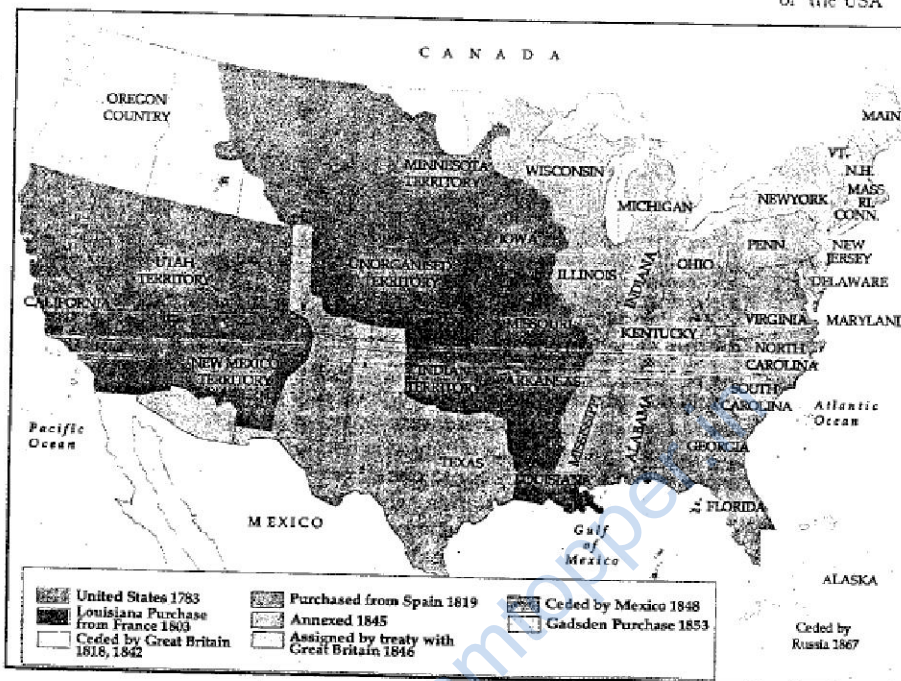 of the USA
CANADA
OREGON
COUNTRY
MAIN
MINNESOTA
TERRITORY
WISCONSIN
VT.
N.H.
MASS
RI.
CONN.
NEWYORK
MICHIGAN
IOWA
PENN.
NEW
JERSEY
UTAH
TERRITORY
UNORGANISED
TERRITORY
ILLINOIS
INDIANA
OHIO
DELAWARE
CALIFORNIA
MISSOURI
KENTUCKY
VIRGINIA
MARYLAND
NORTH
CAROLINA
NEW MEXICO
TERRITORY
INDIAN
TERRITORY
ARKANSAS
SOUTH
CAROLINA
Atlantic
Ocean
Pacific
Ocean
MISSISSIPPI
ALABAMA
GEORGIA
TEXAS
LOUISIANA
FLORIDA
MEXICO
Gulf
of
Mexico
ALASKA
Ceded by
Russia 1867
United States 1783
Louisiana Purchase
from France 1803
Ceded by Great Britain
1818, 1842
Purchased from Spain 1819
Annexed 1845
Assigned by treaty with
Great Britain 1846
Ceded by Mexico 1848
Gadsden Purchase 1853